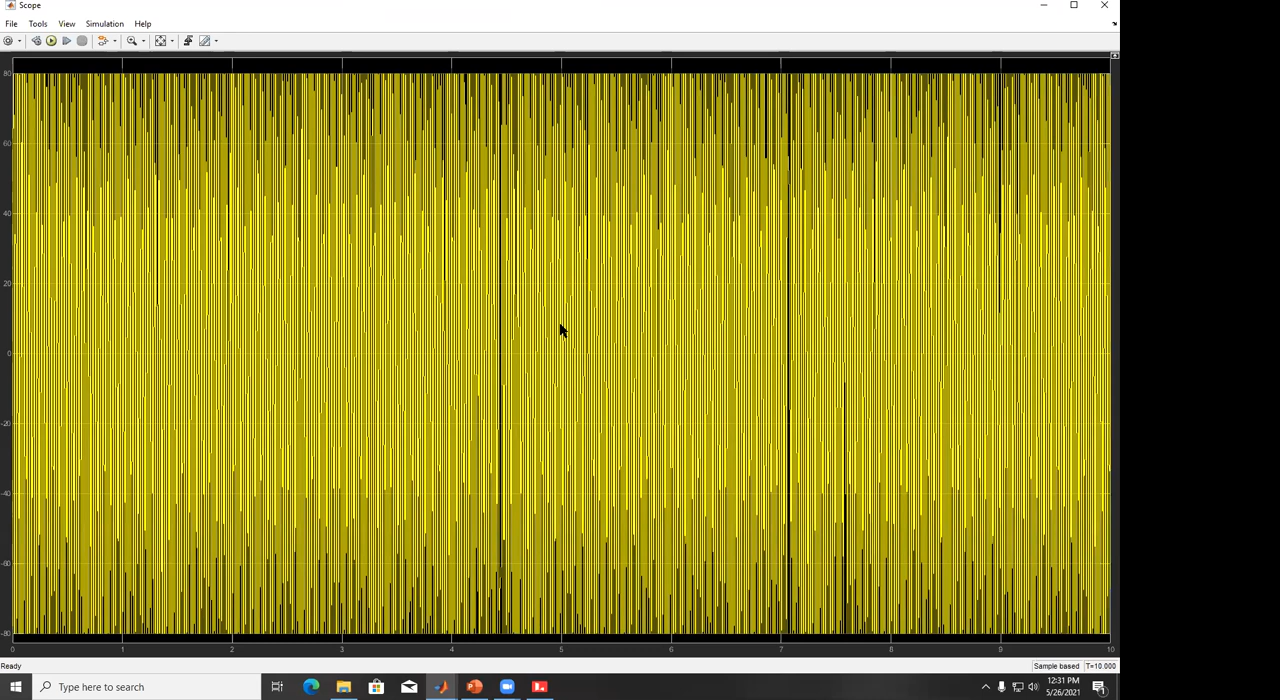 Scope
File Tools View Simulation Help
80
60
40
20
0
-20
-40
-60
-80
0 1 2 3 4 5 6 7 8 9 10
Ready
Sample based T=10.000
Type here to search
12:31 PM
5/26/2021
1